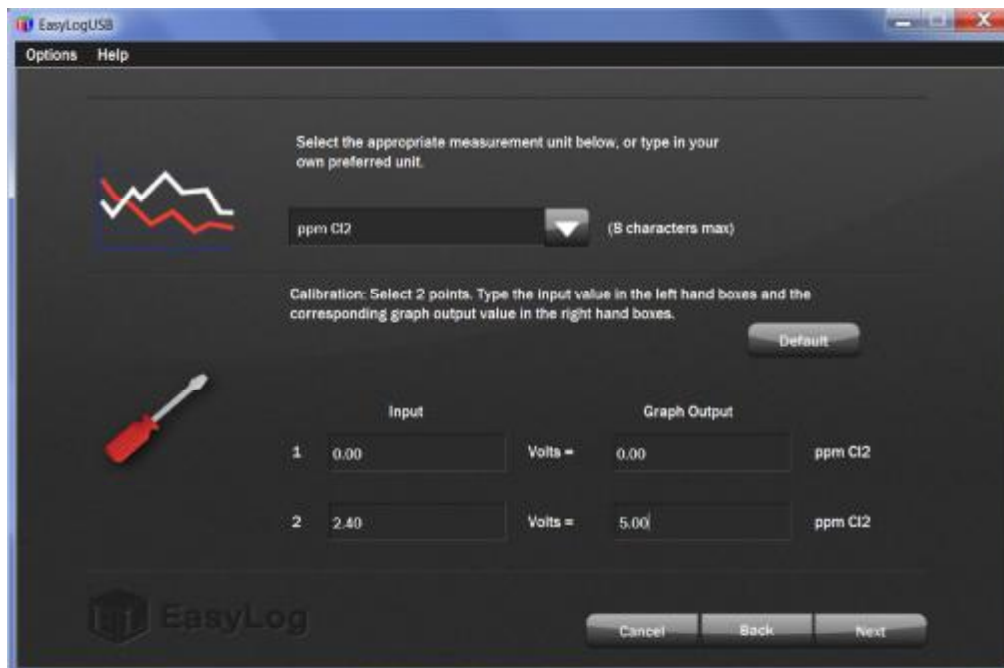 EasyLogUSB
Options Help
Select the appropriate measurement unit below, or type in your
own preferred unit.
ppm Cl2 (8 characters max)
Calibration: Select 2 points. Type the input value in the left hand boxes and the
corresponding graph output value in the right hand boxes.
Default
Input Graph Output
1 0.00 Volts = 0.00 ppm Cl2
2 2.40 Volts = 5.00 ppm Cl2
EasyLog
Cancel Back Next